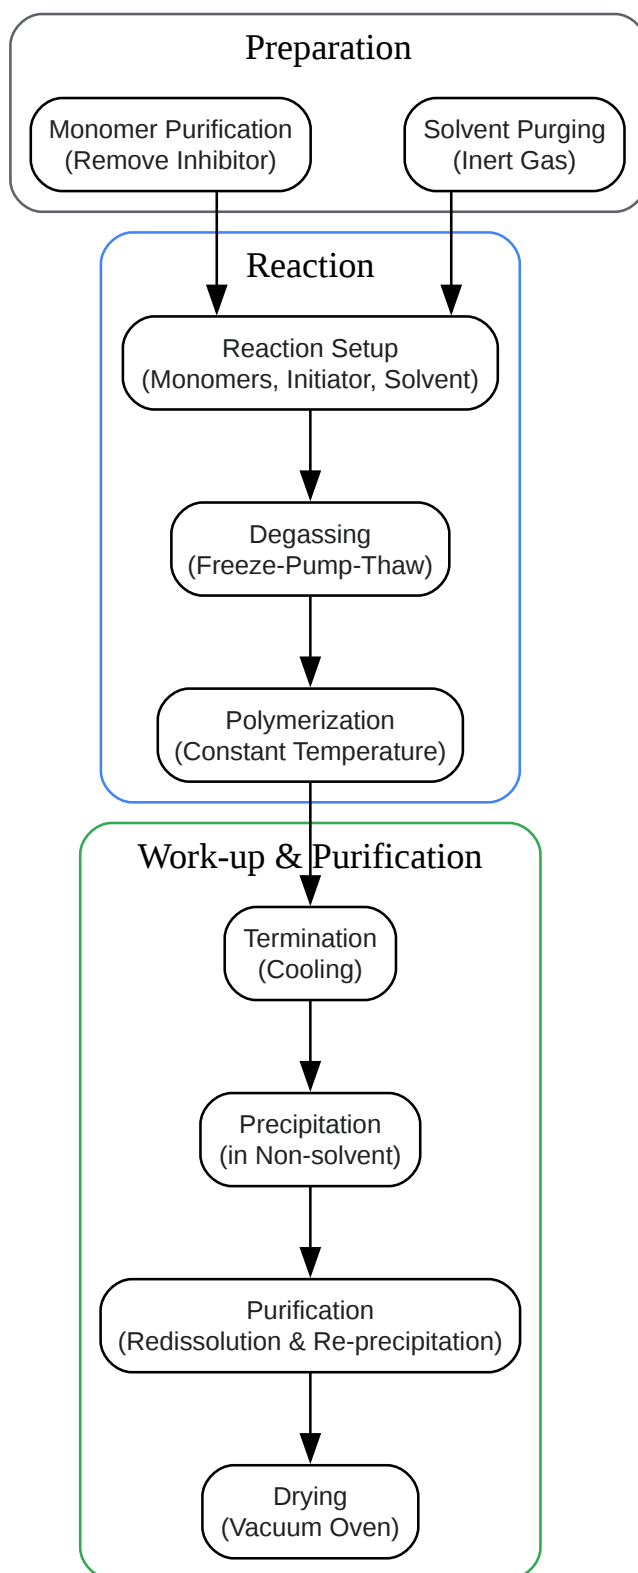 Preparation
Monomer Purification
(Remove Inhibitor)
Solvent Purging
(Inert Gas)
Reaction
Reaction Setup
(Monomers, Initiator, Solvent)
Degassing
(Freeze-Pump-Thaw)
Polymerization
(Constant Temperature)
Work-up & Purification
Termination
(Cooling)
Precipitation
(in Non-solvent)
Purification
(Redissolution & Re-precipitation)
Drying
(Vacuum Oven)